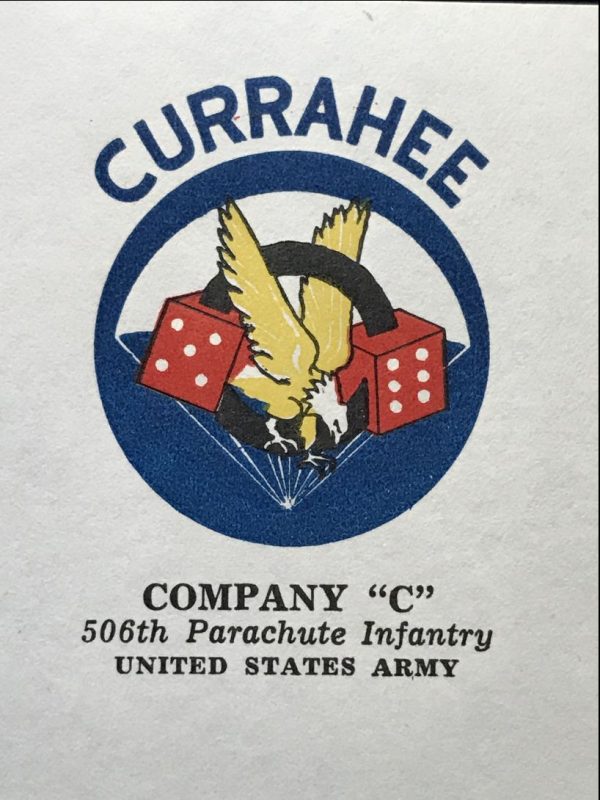 CURRAHEE
COMPANY "C"
506th Parachute Infantry
UNITED STATES ARMY